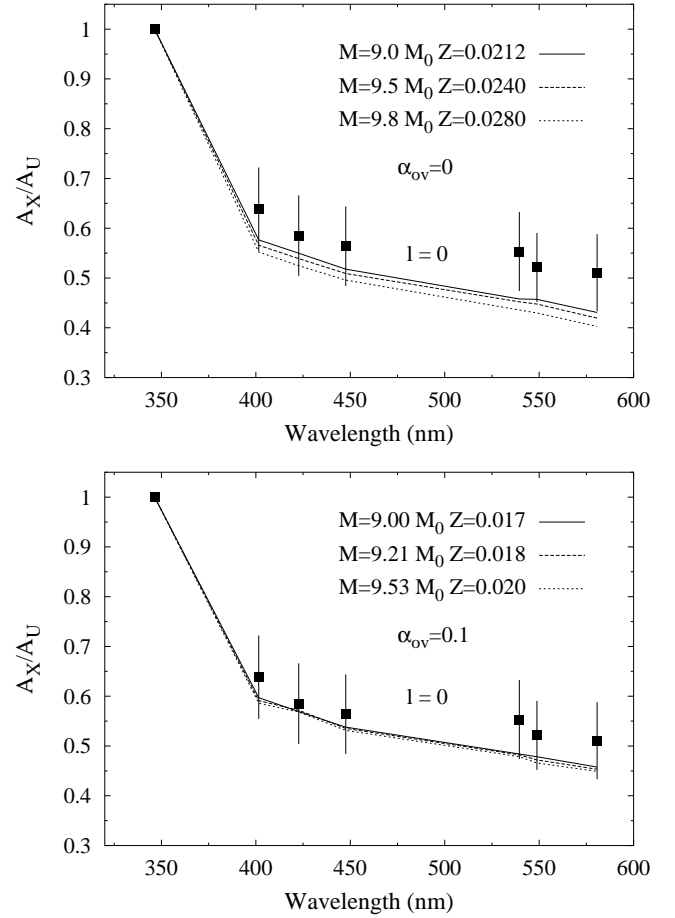 1
0.9
0.8
0.7
0.6
0.5
0.4
0.3
A_X/A_U
M=9.0 M_0 Z=0.0212
M=9.5 M_0 Z=0.0240
M=9.8 M_0 Z=0.0280
α_ov=0
l = 0
350 400 450 500 550 600
Wavelength (nm)
1
0.9
0.8
0.7
0.6
0.5
0.4
0.3
A_X/A_U
M=9.00 M_0 Z=0.017
M=9.21 M_0 Z=0.018
M=9.53 M_0 Z=0.020
α_ov=0.1
l = 0
350 400 450 500 550 600
Wavelength (nm)